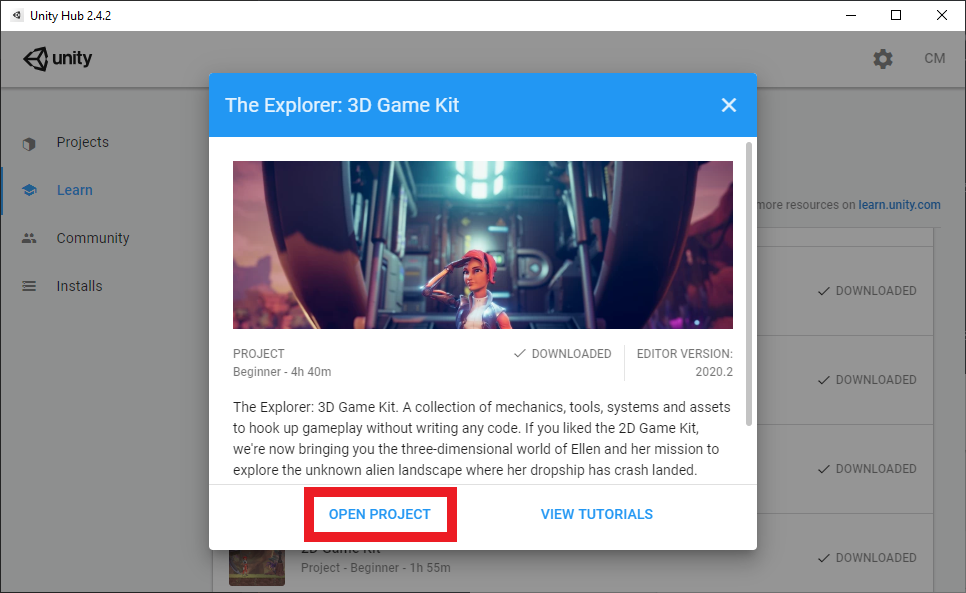 Unity Hub 2.4.2
unity
CM
The Explorer: 3D Game Kit
Projects
Learn
Community
Installs
more resources on learn.unity.com
DOWNLOADED
PROJECT
DOWNLOADED
EDITOR VERSION:
Beginner - 4h 40m
2020.2
DOWNLOADED
The Explorer: 3D Game Kit. A collection of mechanics, tools, systems and assets
to hook up gameplay without writing any code. If you liked the 2D Game Kit,
we're now bringing you the three-dimensional world of Ellen and her mission to
explore the unknown alien landscape where her dropship has crash landed.
DOWNLOADED
OPEN PROJECT
VIEW TUTORIALS
2D Game Kit
Project - Beginner - 1h 55m
DOWNLOADED